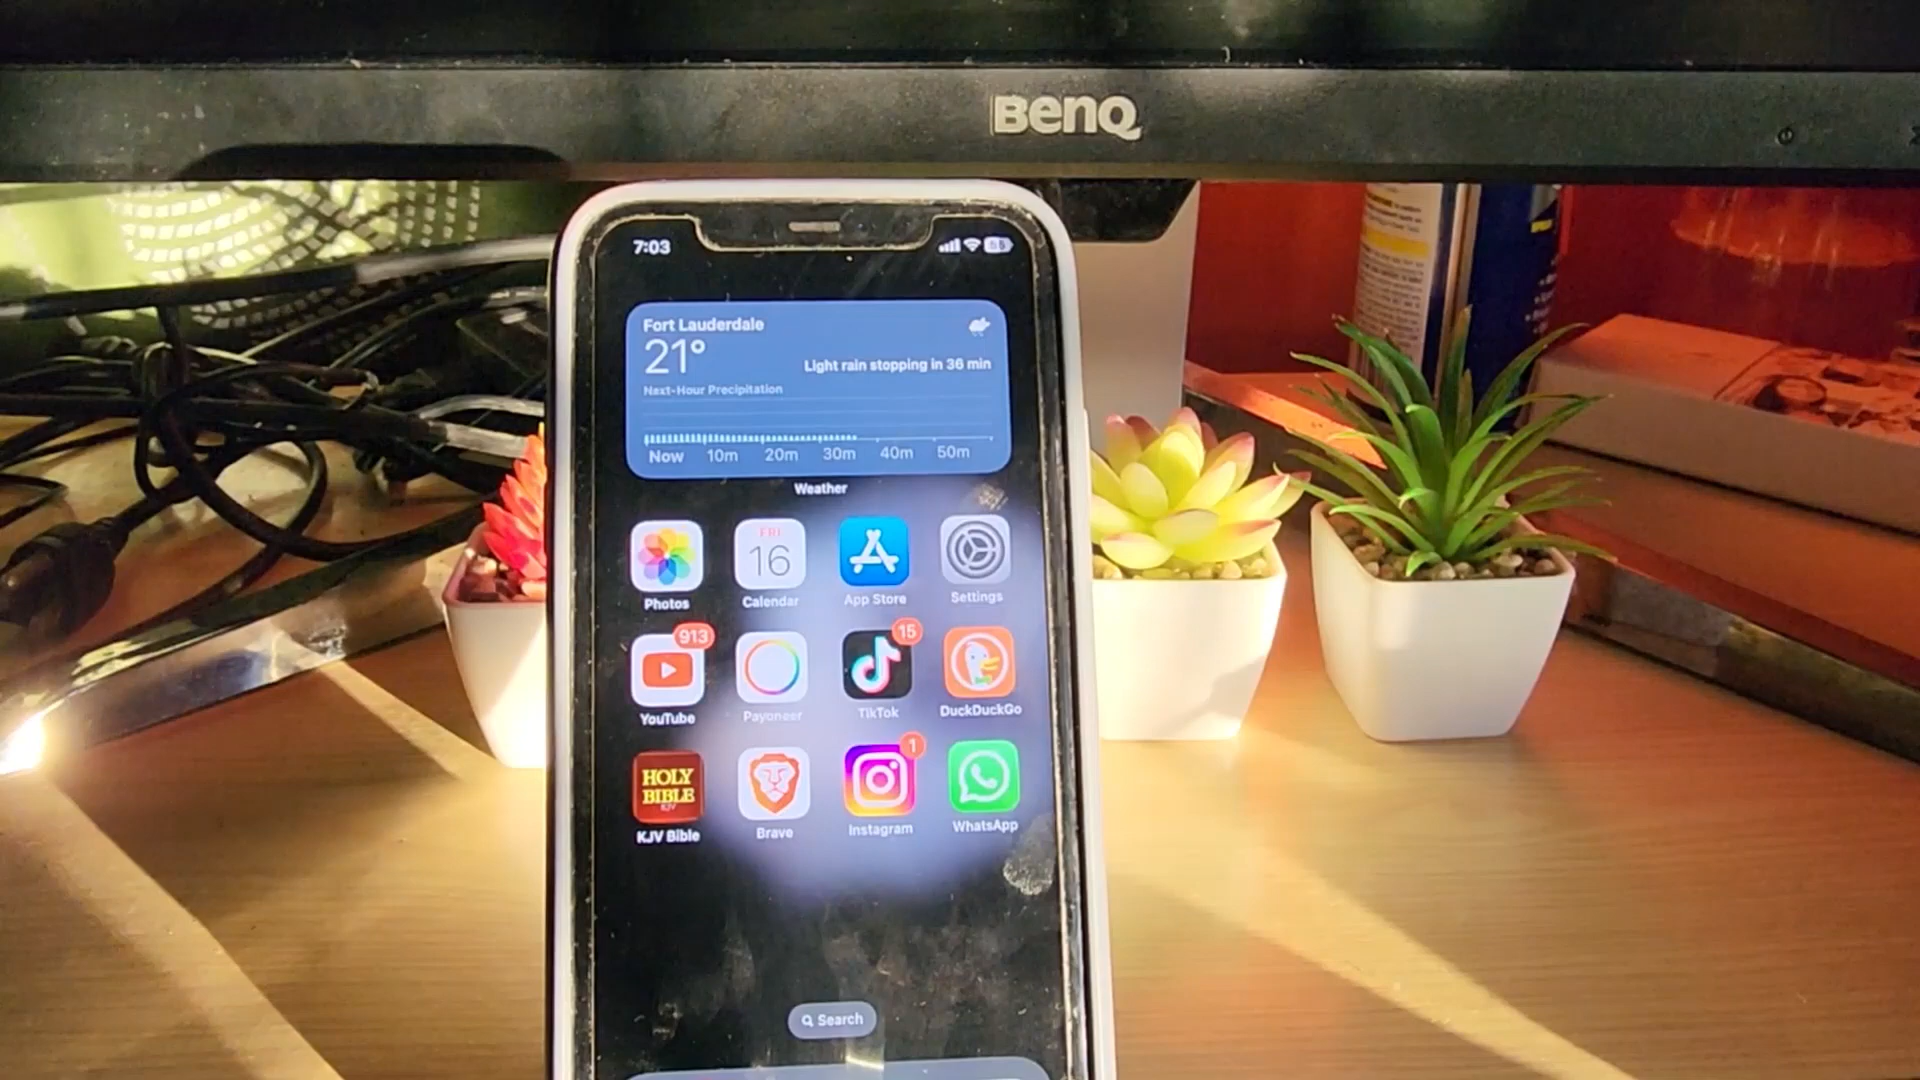 BenQ
7:03
Fort Lauderdale
21°
Light rain stopping in 36 min
Next-Hour Precipitation
Now 10m 20m 30m 40m 50m
Weather
FRI
16
Photos Calendar App Store Settings
913
15
YouTube Payoneer TikTok DuckDuckGo
HOLY
BIBLE
KJV
1
KJV Bible Brave Instagram WhatsApp
Search